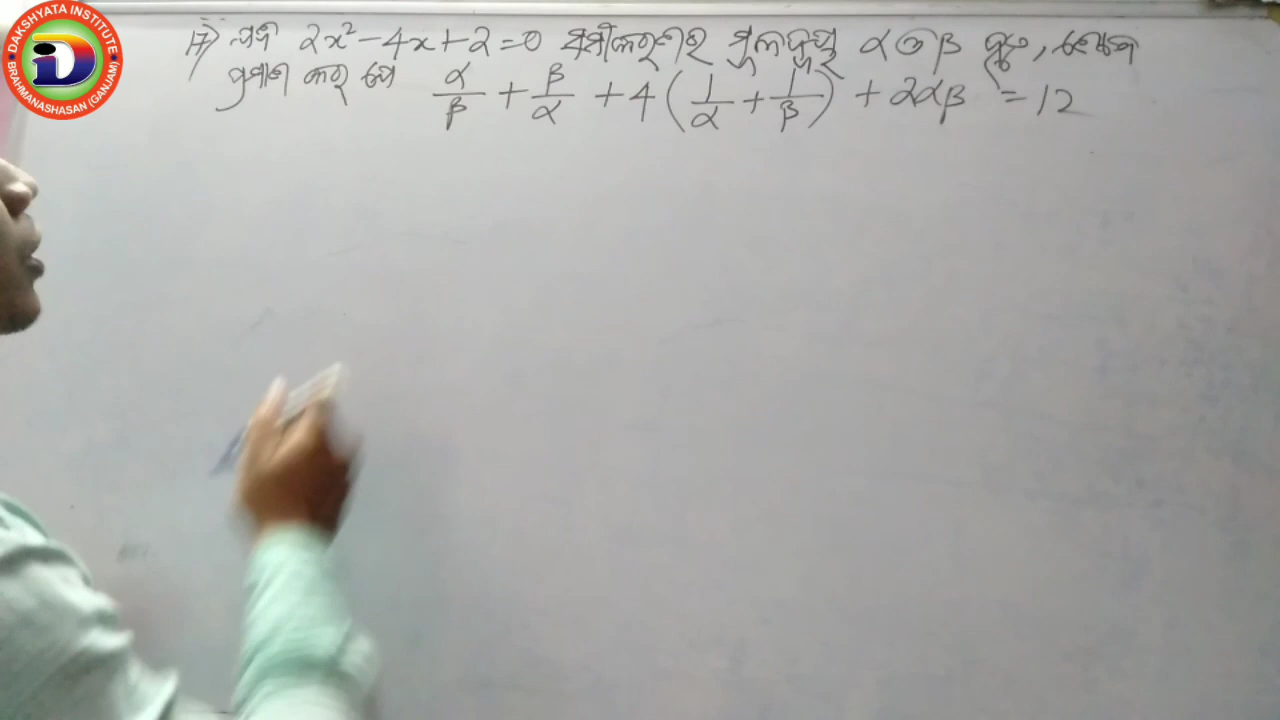 DAKSHYATA INSTITUTE
BRAHMANASHASAN (GANJAM)
17) ଯଦି 2x² - 4x + 2 = 0 ସମୀକରଣର ମୂଳଦ୍ୱୟ α ଓ β ହୁଏ, ତେବେ
ପ୍ରମାଣ କର ଯେ α/β + β/α + 4(1/α + 1/β) + 2αβ = 12